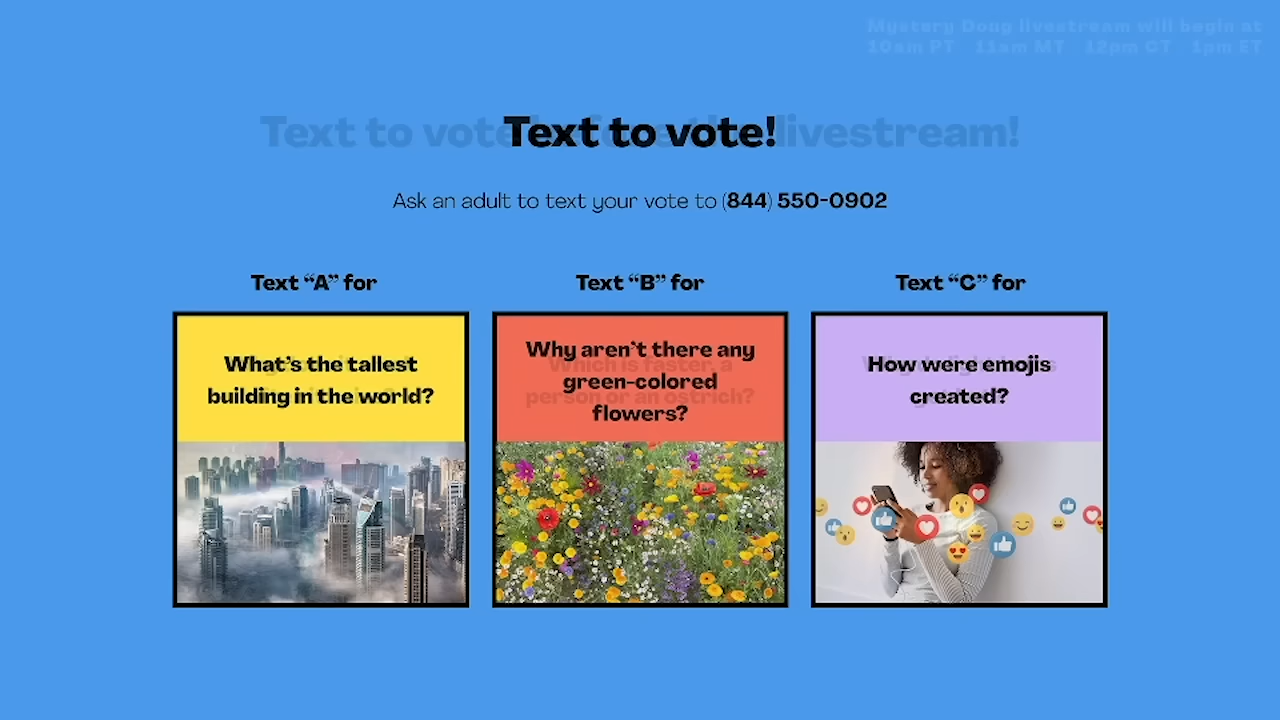 Mystery Doug livestream will begin at
10am PT 11am MT 12pm CT 1pm ET
Text to vote!
Ask an adult to text your vote to (844) 550-0902
Text “A” for
Text “B” for
Text “C” for
What’s the tallest
building in the world?
Why aren’t there any
green-colored
flowers?
How were emojis
created?